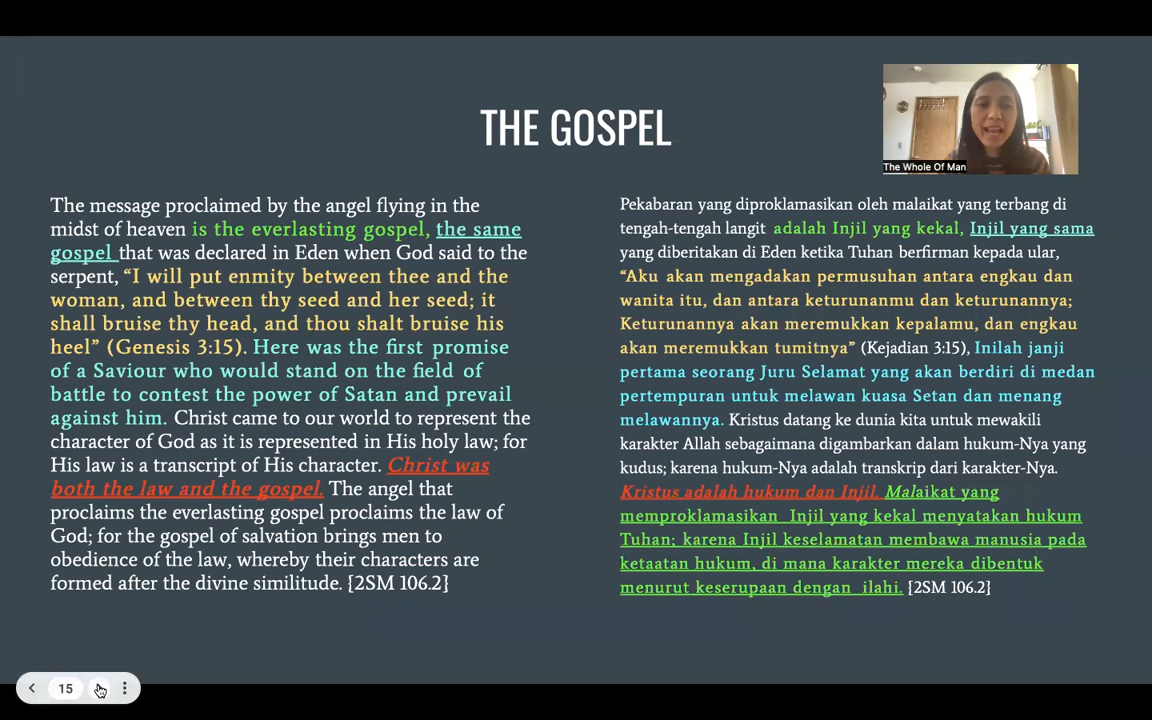 THE GOSPEL
The Whole Of Man
The message proclaimed by the angel flying in the
midst of heaven is the everlasting gospel, the same
gospel that was declared in Eden when God said to the
serpent, “I will put enmity between thee and the
woman, and between thy seed and her seed; it
shall bruise thy head, and thou shalt bruise his
heel” (Genesis 3:15). Here was the first promise
of a Saviour who would stand on the field of
battle to contest the power of Satan and prevail
against him. Christ came to our world to represent the
character of God as it is represented in His holy law; for
His law is a transcript of His character. Christ was
both the law and the gospel. The angel that
proclaims the everlasting gospel proclaims the law of
God; for the gospel of salvation brings men to
obedience of the law, whereby their characters are
formed after the divine similitude. {2SM 106.2}
Pekabaran yang diproklamasikan oleh malaikat yang terbang di
tengah-tengah langit adalah Injil yang kekal, Injil yang sama
yang diberitakan di Eden ketika Tuhan berfirman kepada ular,
“Aku akan mengadakan permusuhan antara engkau dan
wanita itu, dan antara keturunanmu dan keturunannya;
Keturunannya akan meremukkan kepalamu, dan engkau
akan meremukkan tumitnya” (Kejadian 3:15), Inilah janji
pertama seorang Juru Selamat yang akan berdiri di medan
pertempuran untuk melawan kuasa Setan dan menang
melawannya. Kristus datang ke dunia kita untuk mewakili
karakter Allah sebagaimana digambarkan dalam hukum-Nya yang
kudus; karena hukum-Nya adalah transkrip dari karakter-Nya.
Kristus adalah hukum dan Injil. Malaikat yang
memproklamasikan Injil yang kekal menyatakan hukum
Tuhan; karena Injil keselamatan membawa manusia pada
ketaatan hukum, di mana karakter mereka dibentuk
menurut keserupaan dengan ilahi. {2SM 106.2}
15